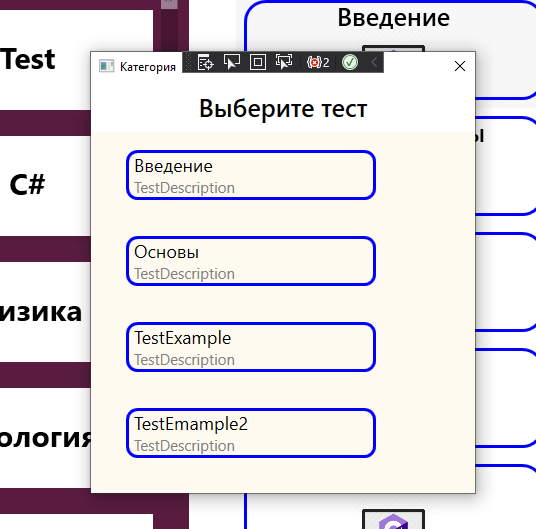 Введение
Test
Категория
2
Выберите тест
ы
Введение
TestDescription
C#
Основы
TestDescription
изика
TestExample
TestDescription
ология
TestEmample2
TestDescription